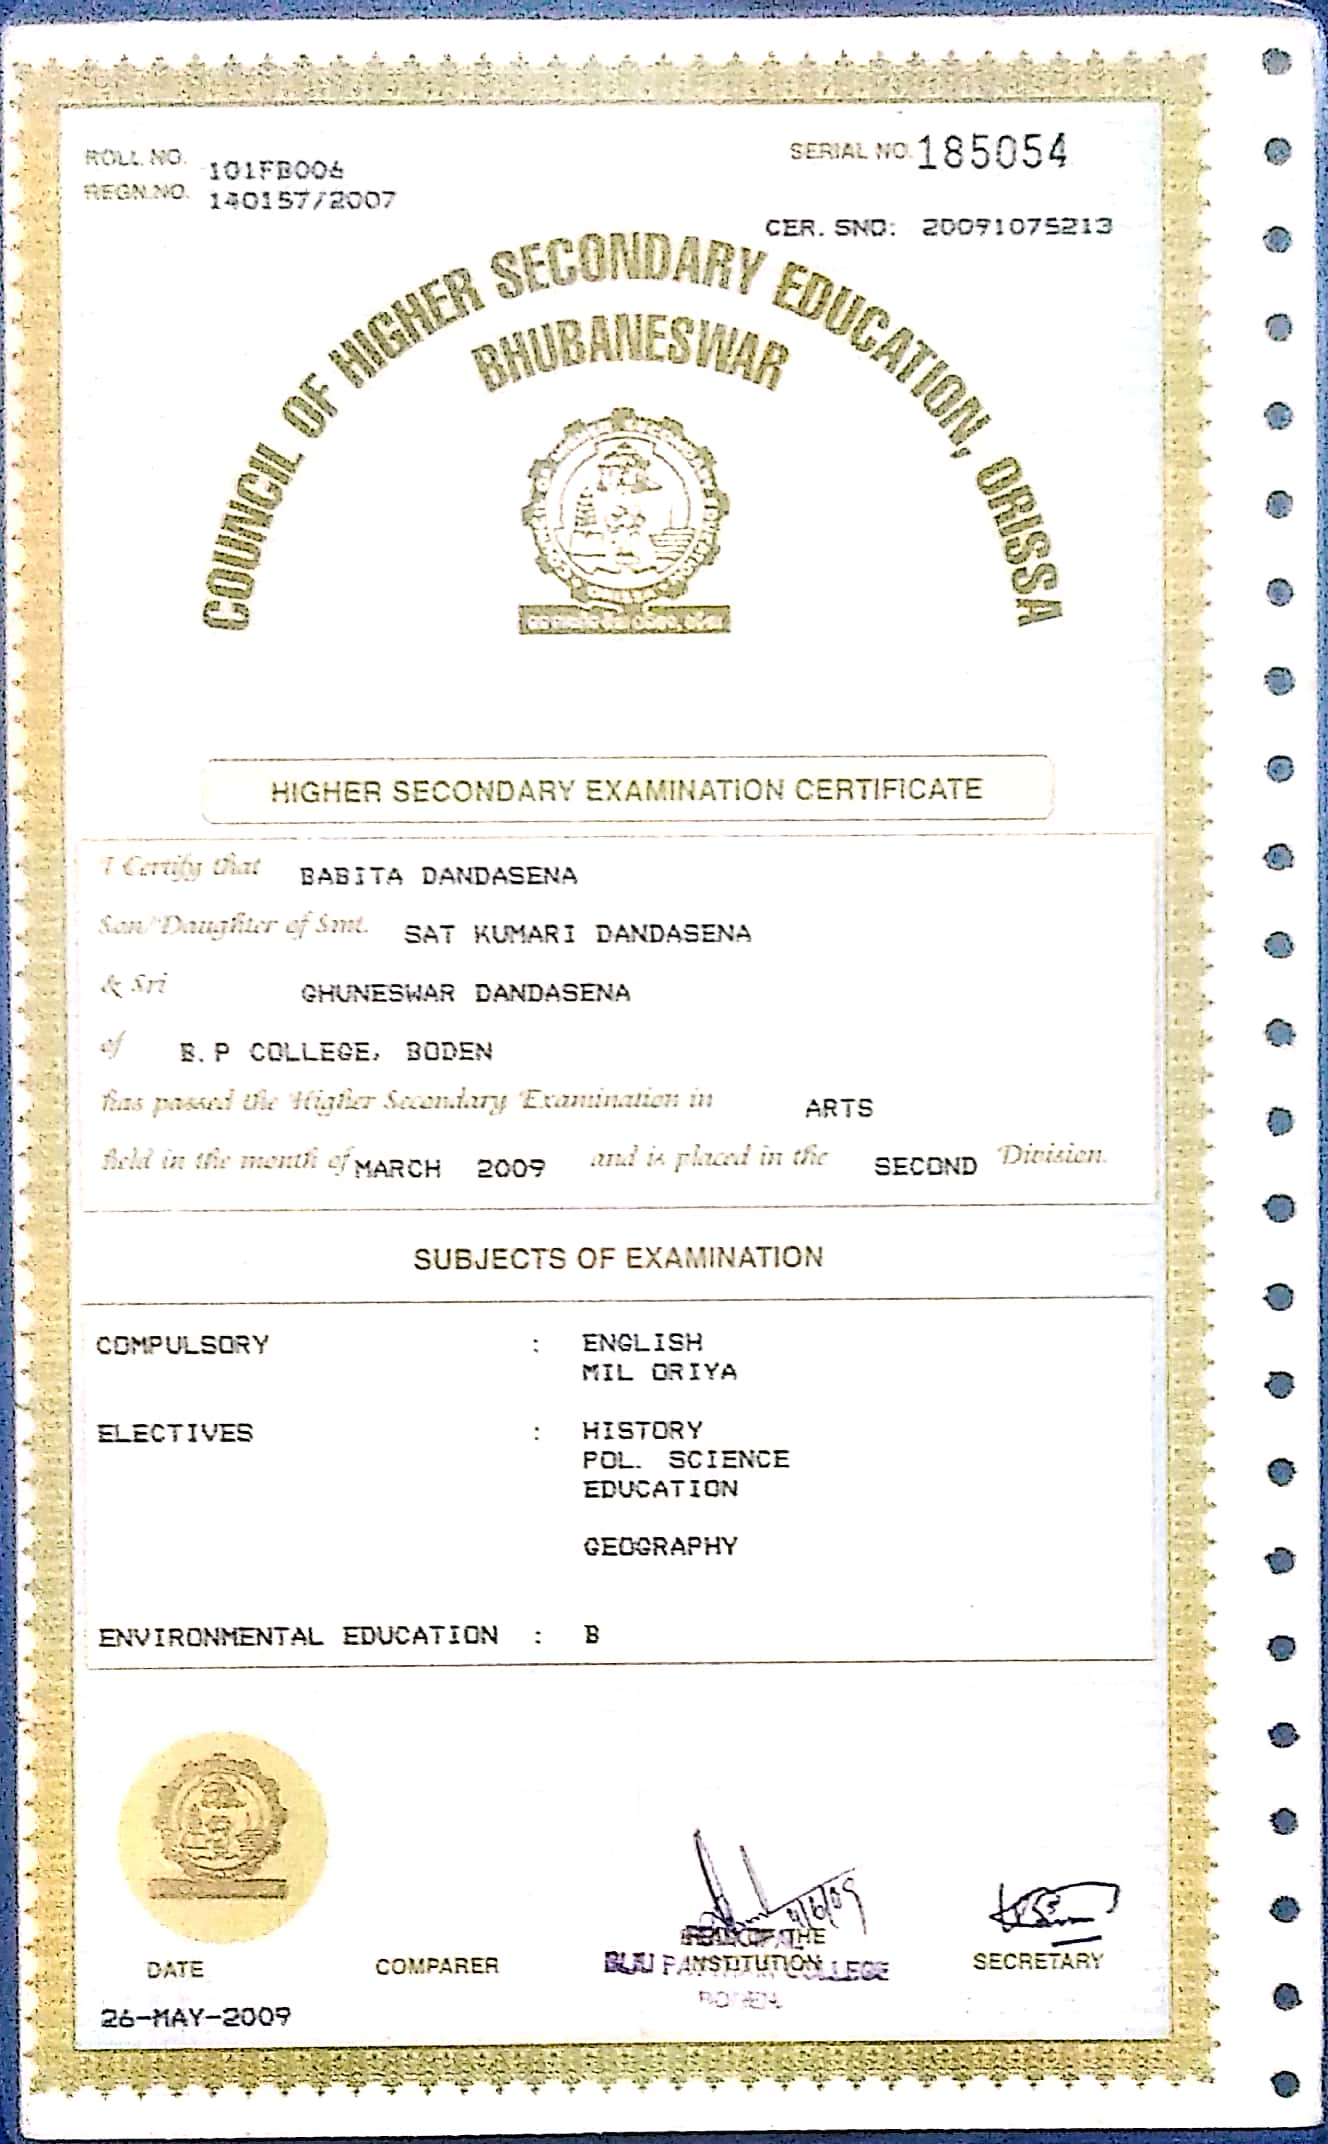 ROLL NO. 101FB006
REGN.NO. 140157/2007
SERIAL NO. 185054
CER. SNO: 20091075213
COUNCIL OF HIGHER SECONDARY EDUCATION, ORISSA
BHUBANESWAR
HIGHER SECONDARY EXAMINATION CERTIFICATE
I Certify that BABITA DANDASENA
Son/Daughter of Smt. SAT KUMARI DANDASENA
& Sri GHUNESWAR DANDASENA
of B.P COLLEGE, BODEN
has passed the Higher Secondary Examination in ARTS
held in the month of MARCH 2009 and is placed in the SECOND Division.
SUBJECTS OF EXAMINATION
COMPULSORY : ENGLISH
MIL ORIYA
ELECTIVES : HISTORY
POL. SCIENCE
EDUCATION
GEOGRAPHY
ENVIRONMENTAL EDUCATION : B
DATE
COMPARER
OF THE
INSTITUTION
COLLEGE
SECRETARY
26-MAY-2009